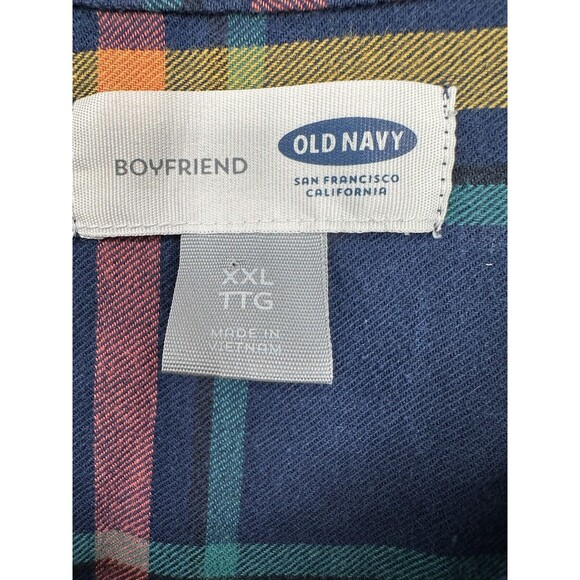 BOYFRIEND
OLD NAVY
SAN FRANCISCO
CALIFORNIA
XXL
TTG
MADE IN
VIETNAM